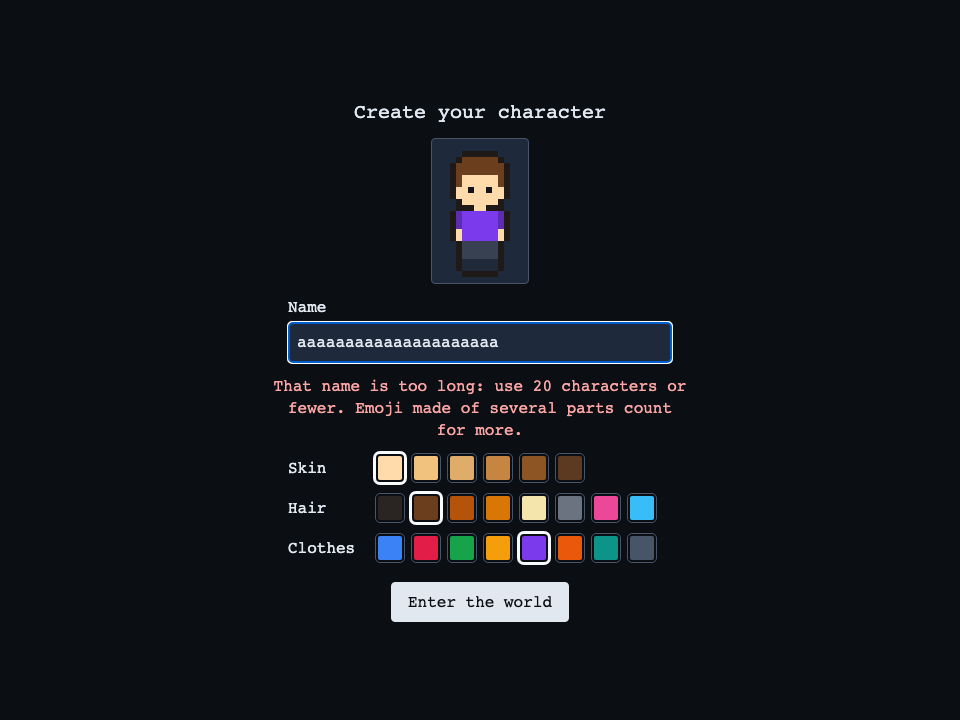 Create your character
Name
aaaaaaaaaaaaaaaaaaaaa
That name is too long: use 20 characters or
fewer. Emoji made of several parts count
for more.
Skin
Hair
Clothes
Enter the world